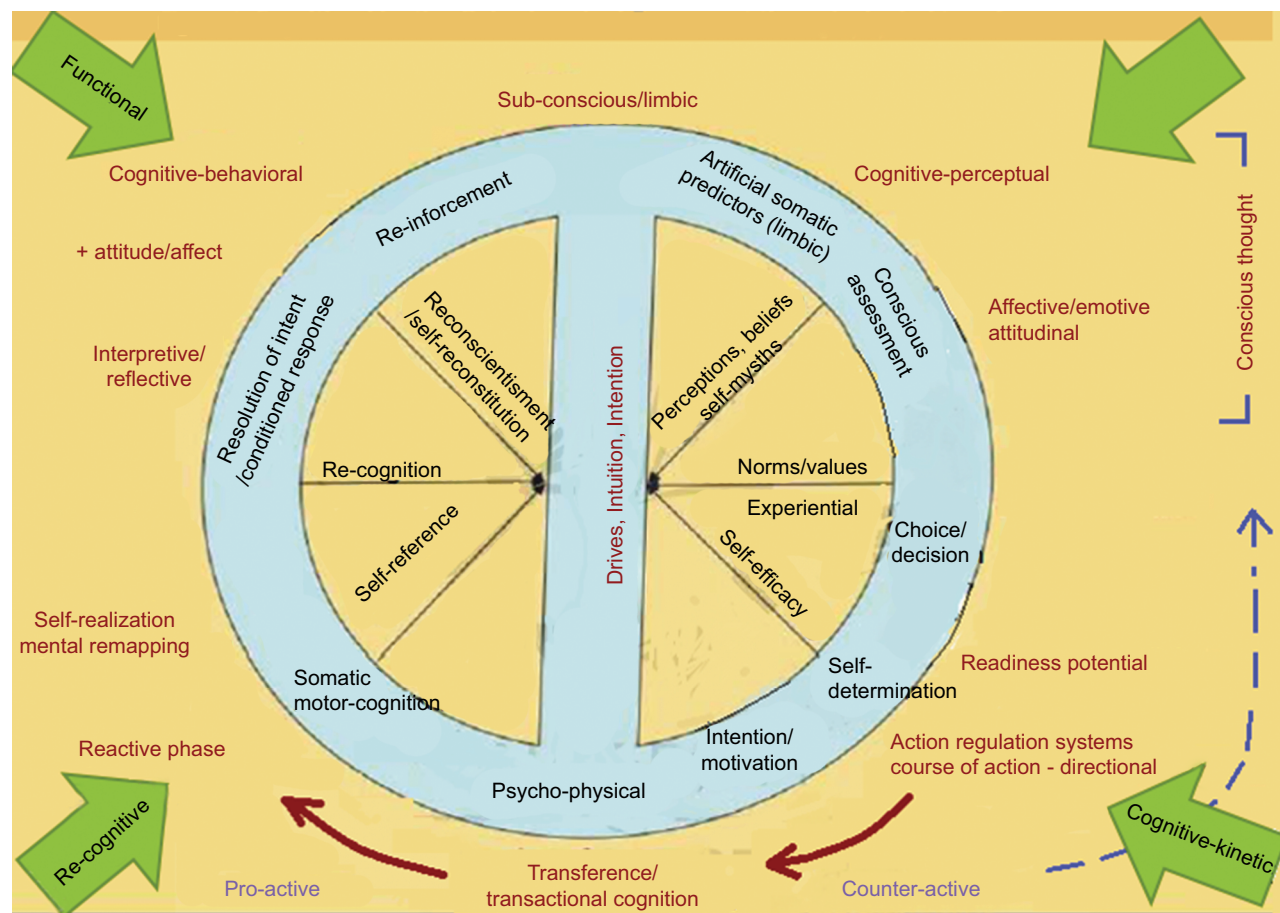 Functional
Sub-conscious/limbic
Cognitive-behavioral
Cognitive-perceptual
+ attitude/affect
Interpretive/
reflective
Affective/emotive
attitudinal
Conscious thought
Re-inforcement
Artificial somatic
predictors (limbic)
Conscious
assessment
Resolution of intent
/conditioned response
Reconscientisment
/self-reconstitution
Perceptions, beliefs
self-mysths
Drives, Intuition, Intention
Re-cognition
Norms/values
Experiential
Self-reference
Self-efficacy
Choice/
decision
Self-realization
mental remapping
Somatic
motor-cognition
Self-
determination
Readiness potential
Reactive phase
Intention/
motivation
Action regulation systems
course of action - directional
Psycho-physical
Re-cognitive
Cognitive-kinetic
Pro-active
Transference/
transactional cognition
Counter-active